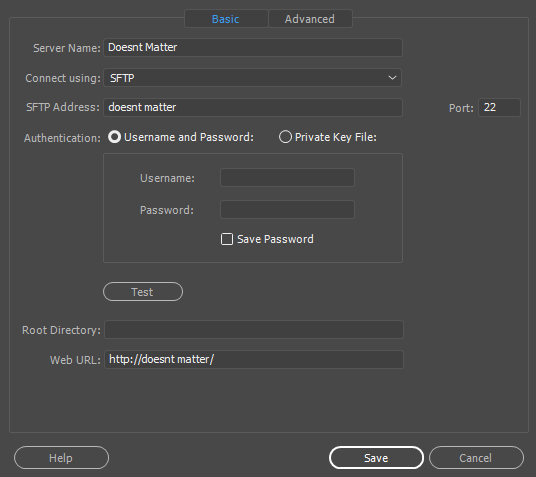 Basic Advanced
Server Name: Doesnt Matter
Connect using: SFTP
SFTP Address: doesnt matter Port: 22
Authentication: Username and Password: Private Key File:
Username:
Password:
Save Password
Test
Root Directory:
Web URL: http://doesnt matter/
Help Save Cancel